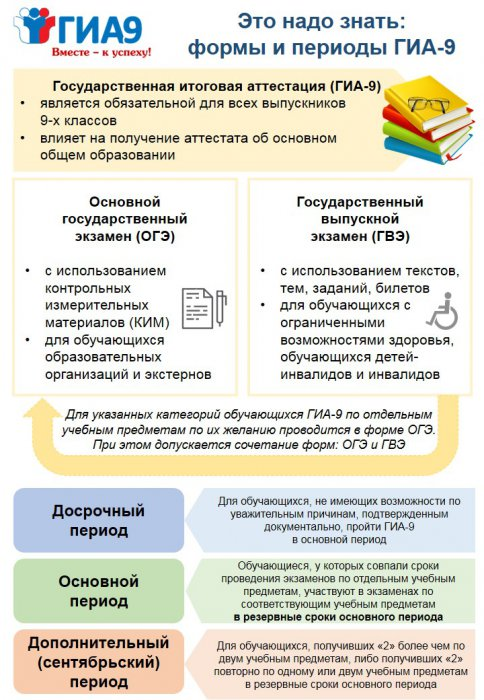 ГИА9
Вместе – к успеху!
Это надо знать:
формы и периоды ГИА-9
Государственная итоговая аттестация (ГИА-9)
• является обязательной для всех выпускников
9-х классов
• влияет на получение аттестата об основном
общем образовании
Основной
государственный
экзамен (ОГЭ)
• с использованием
контрольных
измерительных
материалов (КИМ)
• для обучающихся
образовательных
организаций и экстернов
Государственный
выпускной
экзамен (ГВЭ)
• с использованием текстов,
тем, заданий, билетов
• для обучающихся с
ограниченными
возможностями здоровья,
обучающихся детей-
инвалидов и инвалидов
Для указанных категорий обучающихся ГИА-9 по отдельным
учебным предметам по их желанию проводится в форме ОГЭ.
При этом допускается сочетание форм: ОГЭ и ГВЭ
Досрочный
период
Для обучающихся, не имеющих возможности по
уважительным причинам, подтвержденным
документально, пройти ГИА-9
в основной период
Основной
период
Обучающиеся, у которых совпали сроки
проведения экзаменов по отдельным учебным
предметам, участвуют в экзаменах по
соответствующим учебным предметам
в резервные сроки основного периода
Дополнительный
(сентябрьский)
период
Для обучающихся, получивших «2» более чем по
двум учебным предметам, либо получивших «2»
повторно по одному или двум учебным предметам
в резервные сроки основного периода